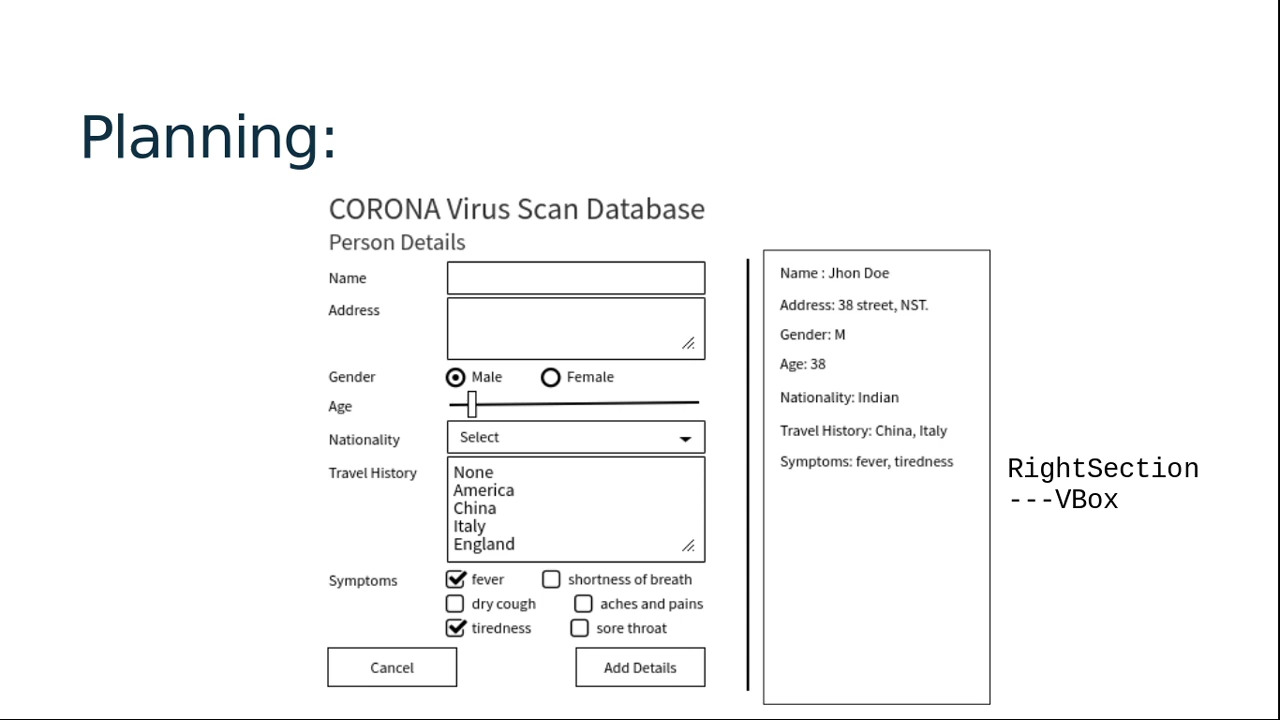 Planning:
CORONA Virus Scan Database
Person Details
Name
Address
Gender
Male
Female
Age
Nationality
Select
Travel History
None
America
China
Italy
England
Symptoms
fever
shortness of breath
dry cough
aches and pains
tiredness
sore throat
Cancel
Add Details
Name : Jhon Doe
Address: 38 street, NST.
Gender: M
Age: 38
Nationality: Indian
Travel History: China, Italy
Symptoms: fever, tiredness
RightSection
---VBox